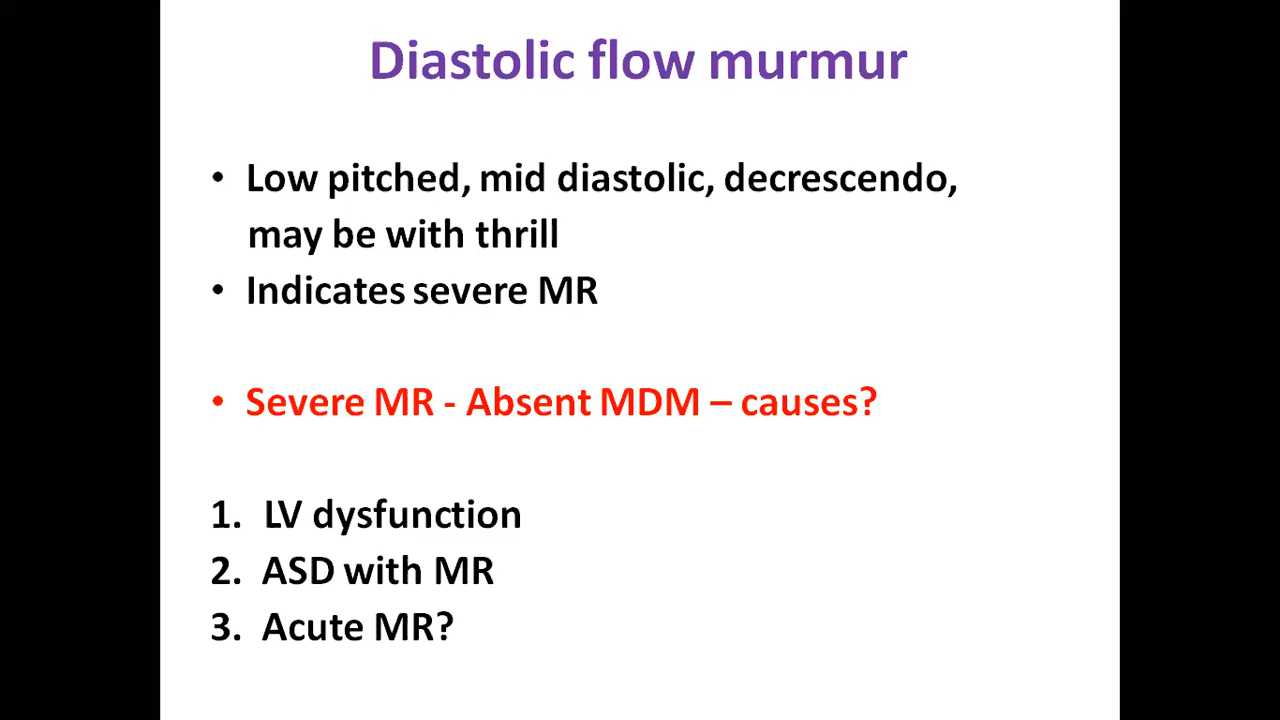 Diastolic flow murmur
• Low pitched, mid diastolic, decrescendo,
may be with thrill
• Indicates severe MR
• Severe MR - Absent MDM – causes?
1. LV dysfunction
2. ASD with MR
3. Acute MR?